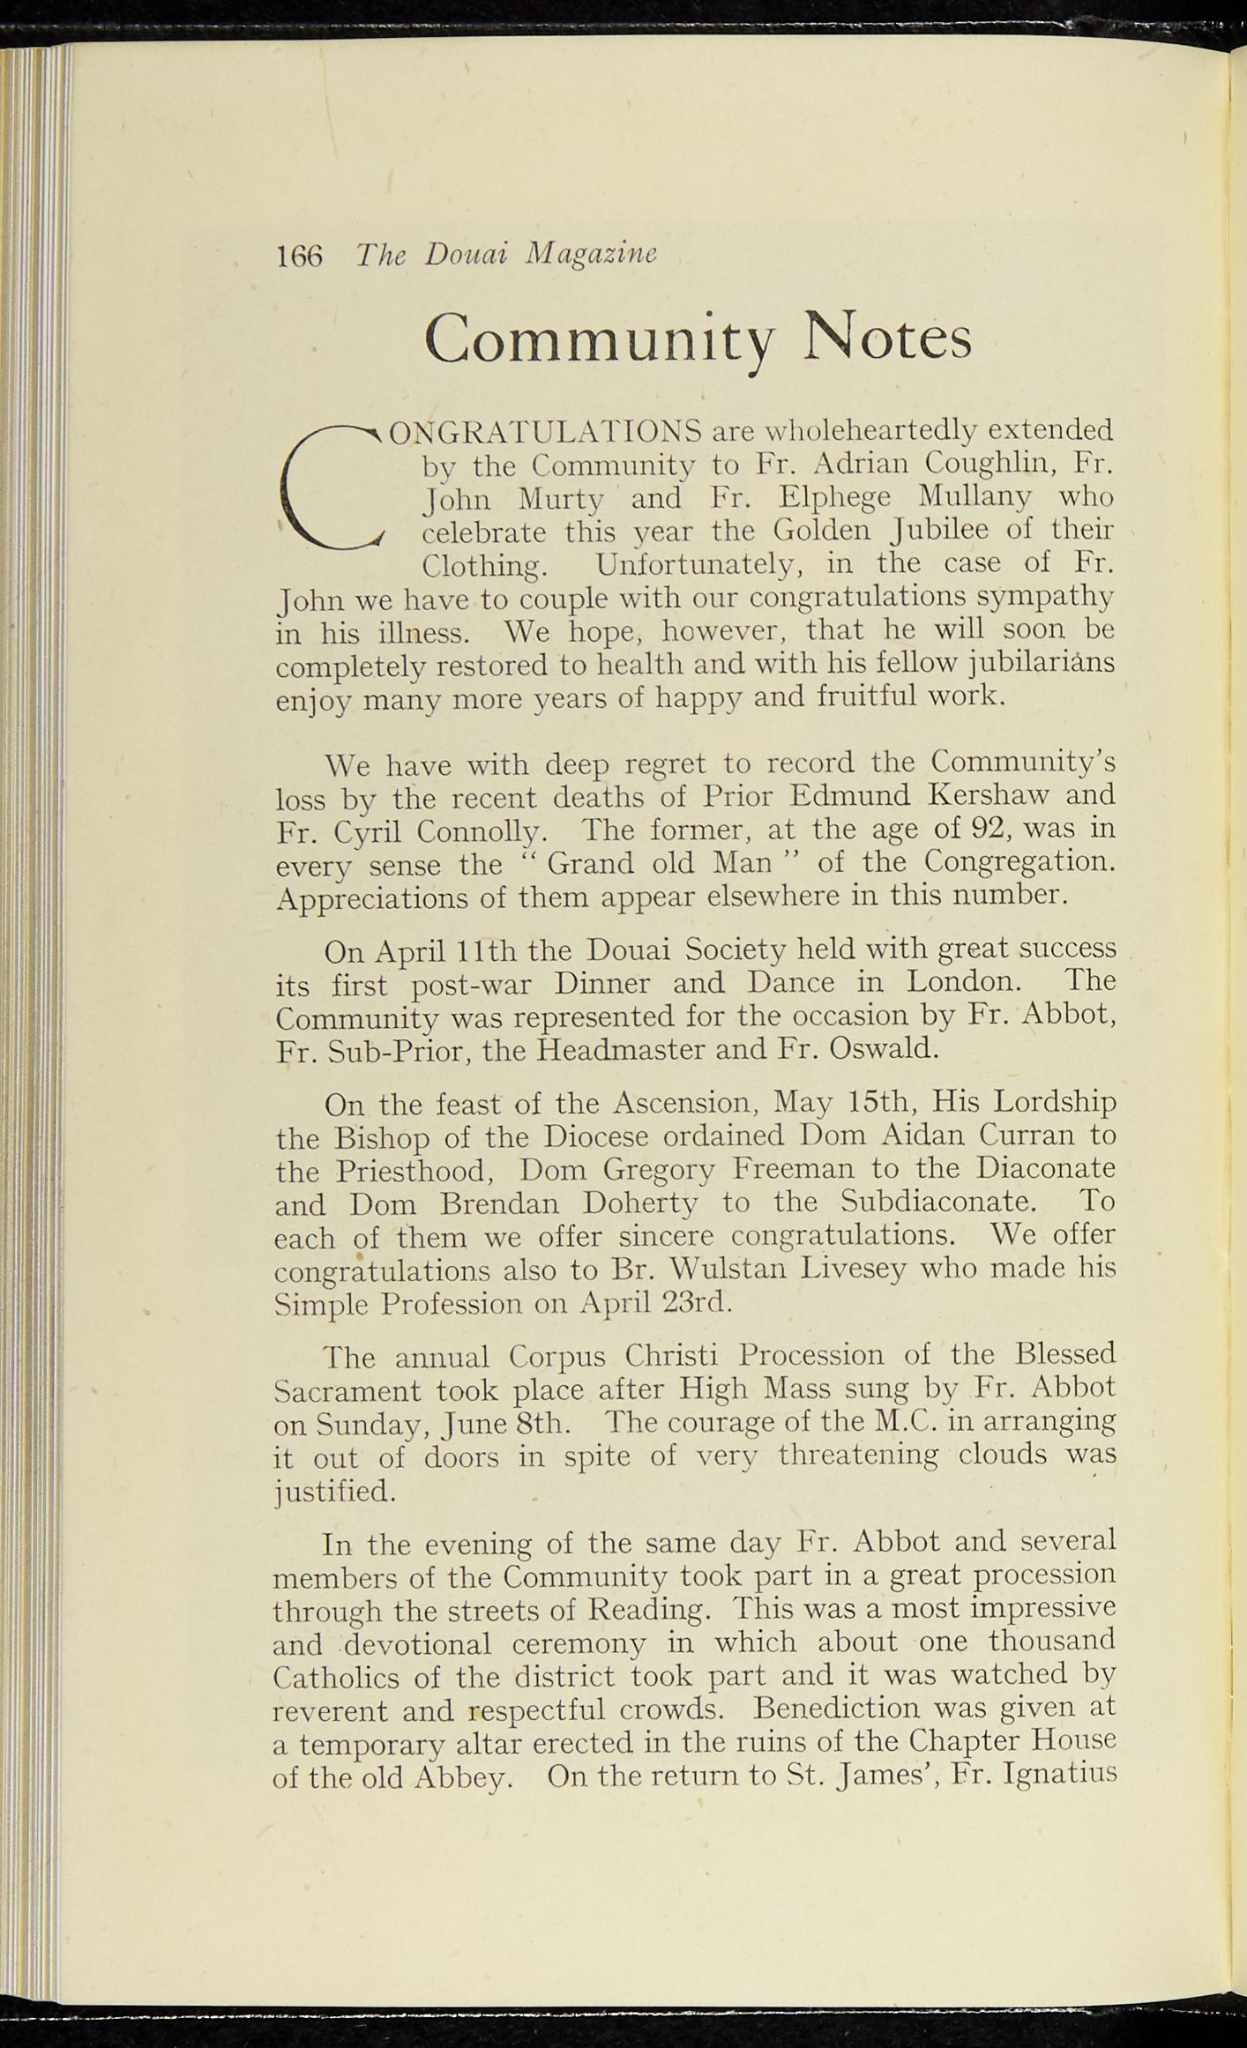 166 The Douai Magazine
Community Notes
CONGRATULATIONS are wholeheartedly extended
by the Community to Fr. Adrian Coughlin, Fr.
John Murty and Fr. Elphege Mullany who
celebrate this year the Golden Jubilee of their
Clothing. Unfortunately, in the case of Fr.
John we have to couple with our congratulations sympathy
in his illness. We hope, however, that he will soon be
completely restored to health and with his fellow jubilarians
enjoy many more years of happy and fruitful work.
We have with deep regret to record the Community's
loss by the recent deaths of Prior Edmund Kershaw and
Fr. Cyril Connolly. The former, at the age of 92, was in
every sense the " Grand old Man " of the Congregation.
Appreciations of them appear elsewhere in this number.
On April 11th the Douai Society held with great success
its first post-war Dinner and Dance in London. The
Community was represented for the occasion by Fr. Abbot,
Fr. Sub-Prior, the Headmaster and Fr. Oswald.
On the feast of the Ascension, May 15th, His Lordship
the Bishop of the Diocese ordained Dom Aidan Curran to
the Priesthood, Dom Gregory Freeman to the Diaconate
and Dom Brendan Doherty to the Subdiaconate. To
each of them we offer sincere congratulations. We offer
congratulations also to Br. Wulstan Livesey who made his
Simple Profession on April 23rd.
The annual Corpus Christi Procession of the Blessed
Sacrament took place after High Mass sung by Fr. Abbot
on Sunday, June 8th. The courage of the M.C. in arranging
it out of doors in spite of very threatening clouds was
justified.
In the evening of the same day Fr. Abbot and several
members of the Community took part in a great procession
through the streets of Reading. This was a most impressive
and devotional ceremony in which about one thousand
Catholics of the district took part and it was watched by
reverent and respectful crowds. Benediction was given at
a temporary altar erected in the ruins of the Chapter House
of the old Abbey. On the return to St. James', Fr. Ignatius